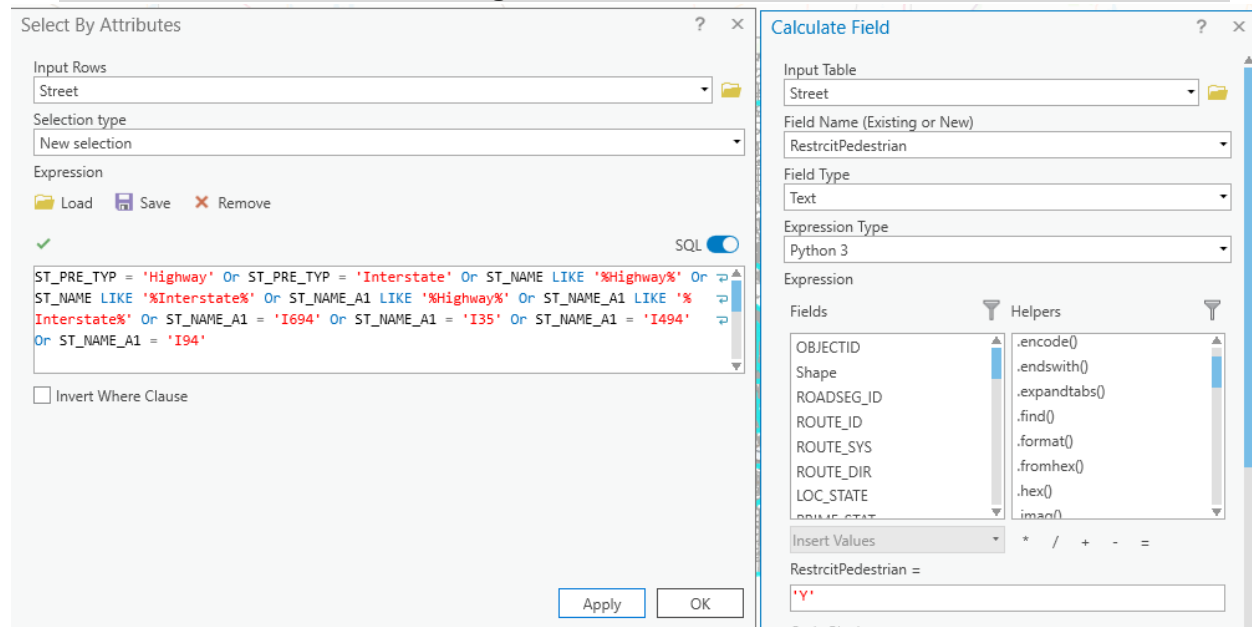 Select By Attributes
? ×
Input Rows
Street
Selection type
New selection
Expression
Load Save Remove
SQL
ST_PRE_TYP = 'Highway' Or ST_PRE_TYP = 'Interstate' Or ST_NAME LIKE '%Highway%' Or
ST_NAME LIKE '%Interstate%' Or ST_NAME_A1 LIKE '%Highway%' Or ST_NAME_A1 LIKE '%
Interstate%' Or ST_NAME_A1 = 'I694' Or ST_NAME_A1 = 'I35' Or ST_NAME_A1 = 'I494'
Or ST_NAME_A1 = 'I94'
Invert Where Clause
Apply OK
Calculate Field
? ×
Input Table
Street
Field Name (Existing or New)
RestrcitPedestrian
Field Type
Text
Expression Type
Python 3
Expression
Fields
OBJECTID
Shape
ROADSEG_ID
ROUTE_ID
ROUTE_SYS
ROUTE_DIR
LOC_STATE
Helpers
.encode()
.endswith()
.expandtabs()
.find()
.format()
.fromhex()
.hex()
.imag()
Insert Values
* / + - =
RestrcitPedestrian =
'Y'